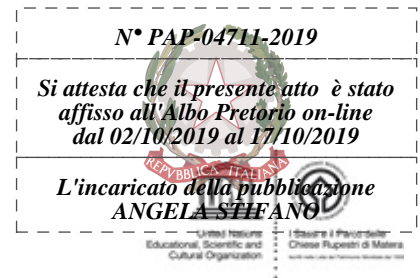 N° PAP-04711-2019
Si attesta che il presente atto è stato
affisso all'Albo Pretorio on-line
dal 02/10/2019 al 17/10/2019
REPVBBLICA ITALIANA
L'incaricato della pubblicazione
ANGELA STIFANO
United Nations
Educational, Scientific and
Cultural Organization
I Sassi e il Parco delle
Chiese Rupestri di Matera